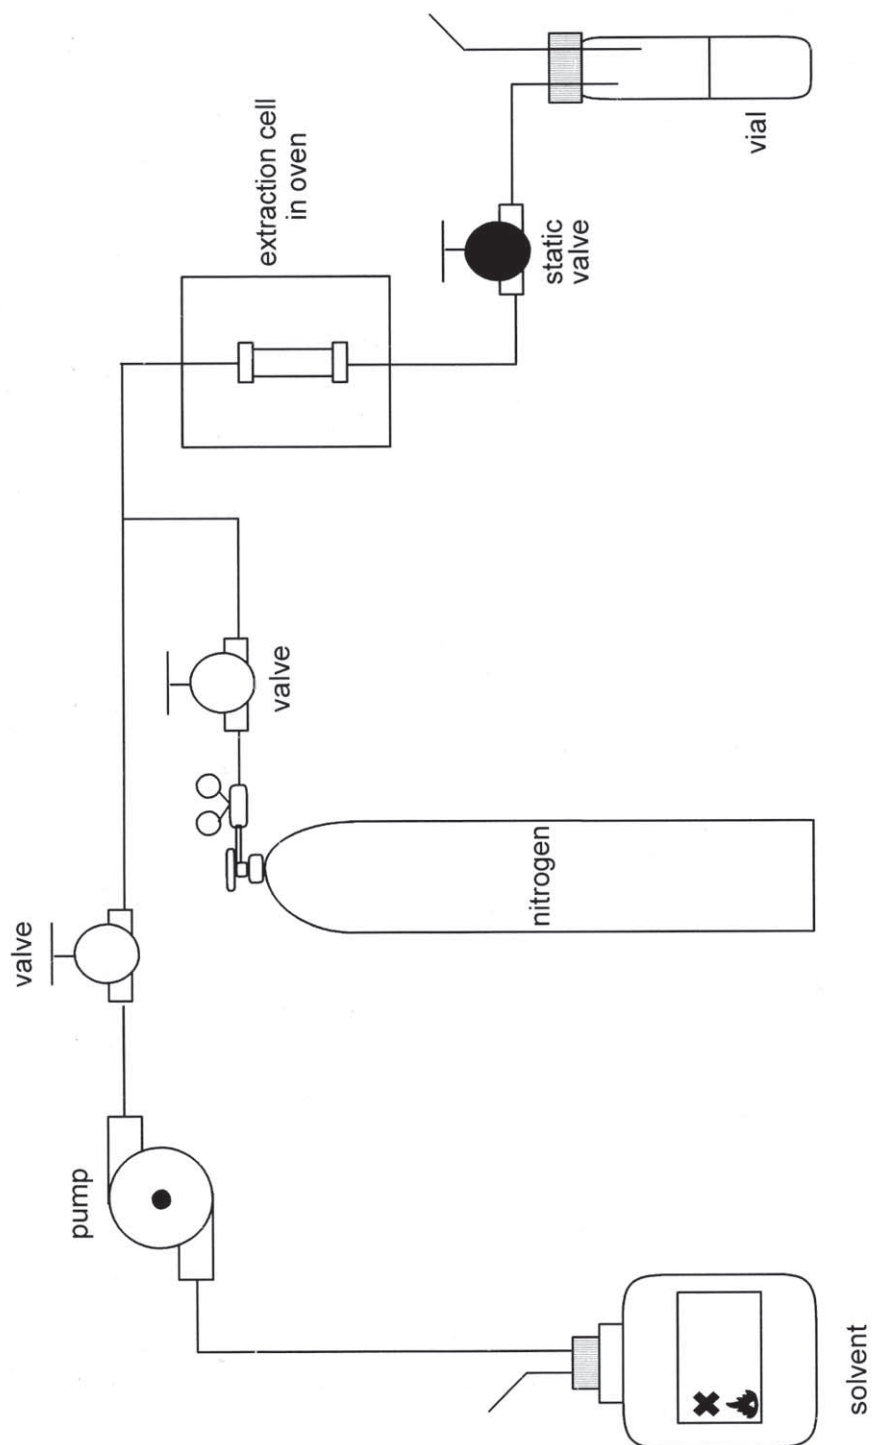 solvent
pump
valve
nitrogen
valve
extraction cell
in oven
static
valve
vial